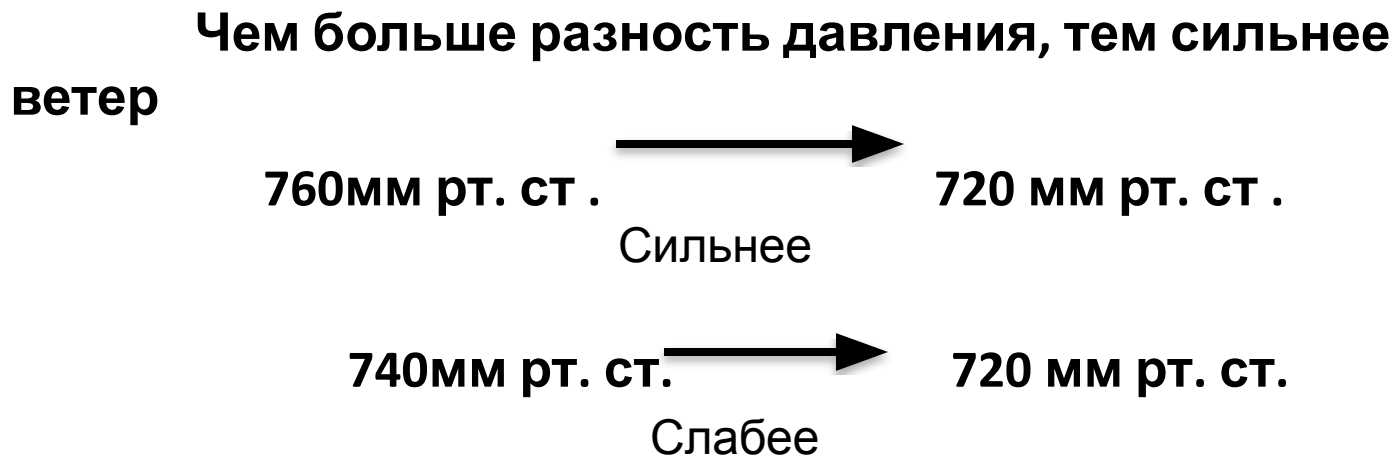 Чем больше разность давления, тем сильнее
ветер
760мм рт. ст . 720 мм рт. ст .
Сильнее
740мм рт. ст. 720 мм рт. ст.
Слабее